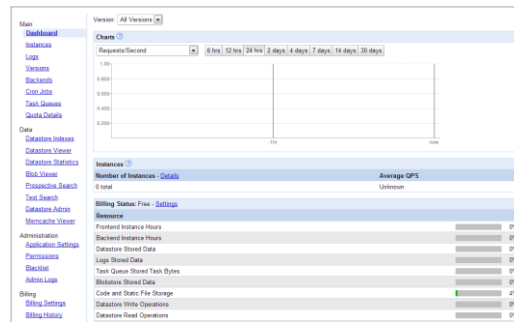 Version: All Versions
Main
Dashboard
Instances
Logs
Versions
Backends
Cron Jobs
Task Queues
Quota Details
Data
Datastore Indexes
Datastore Viewer
Datastore Statistics
Blob Viewer
Prospective Search
Text Search
Datastore Admin
Memcache Viewer
Administration
Application Settings
Permissions
Blacklist
Admin Logs
Billing
Billing Settings
Billing History
Charts
Requests/Second
6 hrs 12 hrs 24 hrs 2 days 4 days 7 days 14 days 30 days
1.00
0.800
0.600
0.400
0.200
-1hr
now
Instances
Number of Instances - Details
Average QPS
0 total
Unknown
Billing Status: Free - Settings
Resource
Frontend Instance Hours
Backend Instance Hours
Datastore Stored Data
Logs Stored Data
Task Queue Stored Task Bytes
Blobstore Stored Data
Code and Static File Storage
Datastore Write Operations
Datastore Read Operations